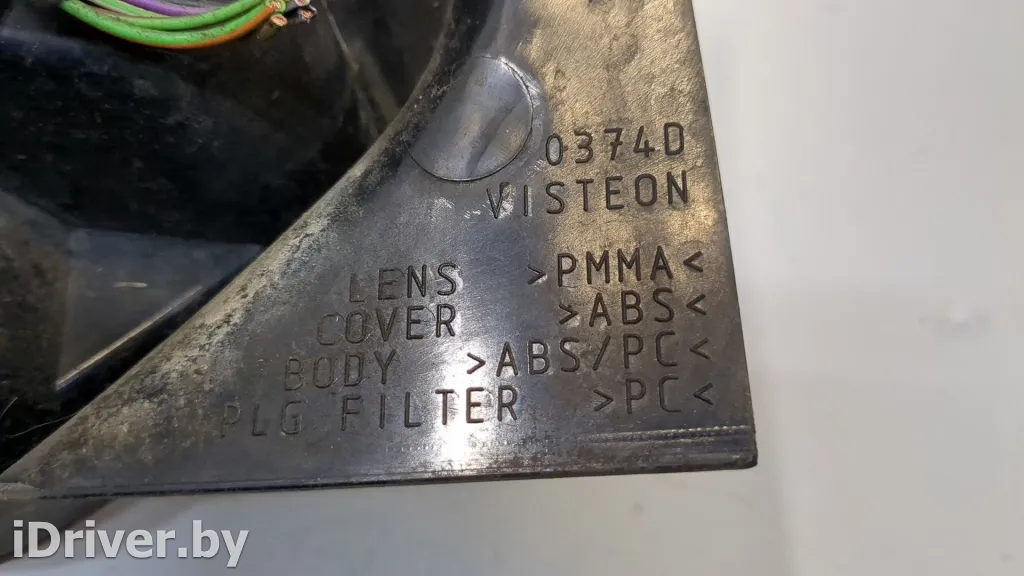 0374D
VISTEON
LENS >PMMA<
COVER >ABS<
BODY >ABS/PC<
PLG FILTER >PC<
iDriver.by